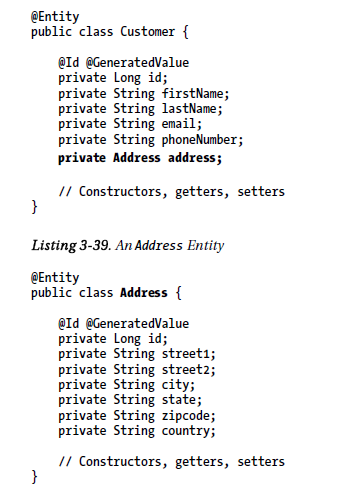 @Entity
public class Customer {
@Id @GeneratedValue
private Long id;
private String firstName;
private String lastName;
private String email;
private String phoneNumber;
private Address address;
// Constructors, getters, setters
}
Listing 3-39. An Address Entity
@Entity
public class Address {
@Id @GeneratedValue
private Long id;
private String street1;
private String street2;
private String city;
private String state;
private String zipcode;
private String country;
// Constructors, getters, setters
}